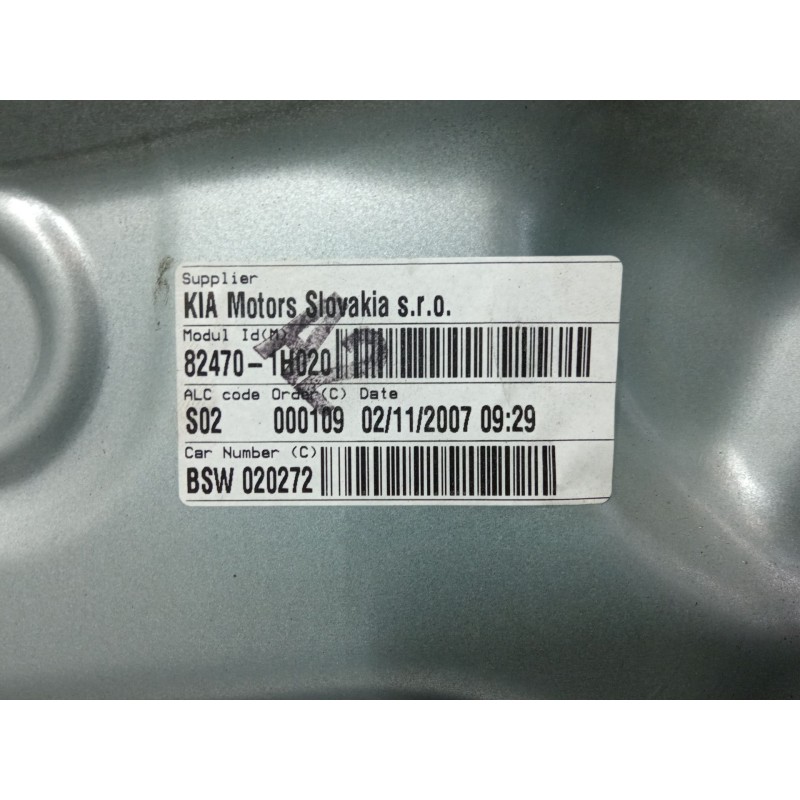 Supplier
KIA Motors Slovakia s.r.o.
Modul Id(M)
82470-1H020
ALC code Order(C) Date
S02 000109 02/11/2007 09:29
Car Number (C)
BSW 020272